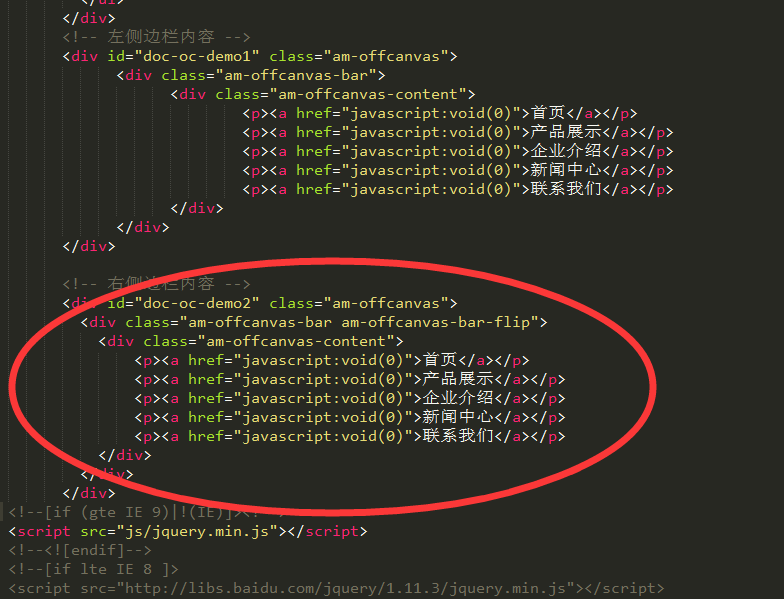 </ul>
</div>
<!-- 左侧边栏内容 -->
<div id="doc-oc-demo1" class="am-offcanvas">
<div class="am-offcanvas-bar">
<div class="am-offcanvas-content">
<p><a href="javascript:void(0)">首页</a></p>
<p><a href="javascript:void(0)">产品展示</a></p>
<p><a href="javascript:void(0)">企业介绍</a></p>
<p><a href="javascript:void(0)">新闻中心</a></p>
<p><a href="javascript:void(0)">联系我们</a></p>
</div>
</div>
</div>
<!-- 右侧边栏内容 -->
<div id="doc-oc-demo2" class="am-offcanvas">
<div class="am-offcanvas-bar am-offcanvas-bar-flip">
<div class="am-offcanvas-content">
<p><a href="javascript:void(0)">首页</a></p>
<p><a href="javascript:void(0)">产品展示</a></p>
<p><a href="javascript:void(0)">企业介绍</a></p>
<p><a href="javascript:void(0)">新闻中心</a></p>
<p><a href="javascript:void(0)">联系我们</a></p>
</div>
</div>
</div>
<!--[if (gte IE 9)|!(IE)]><!-->
<script src="js/jquery.min.js"></script>
<!--<![endif]-->
<!--[if lte IE 8 ]>
<script src="http://libs.baidu.com/jquery/1.11.3/jquery.min.js"></script>